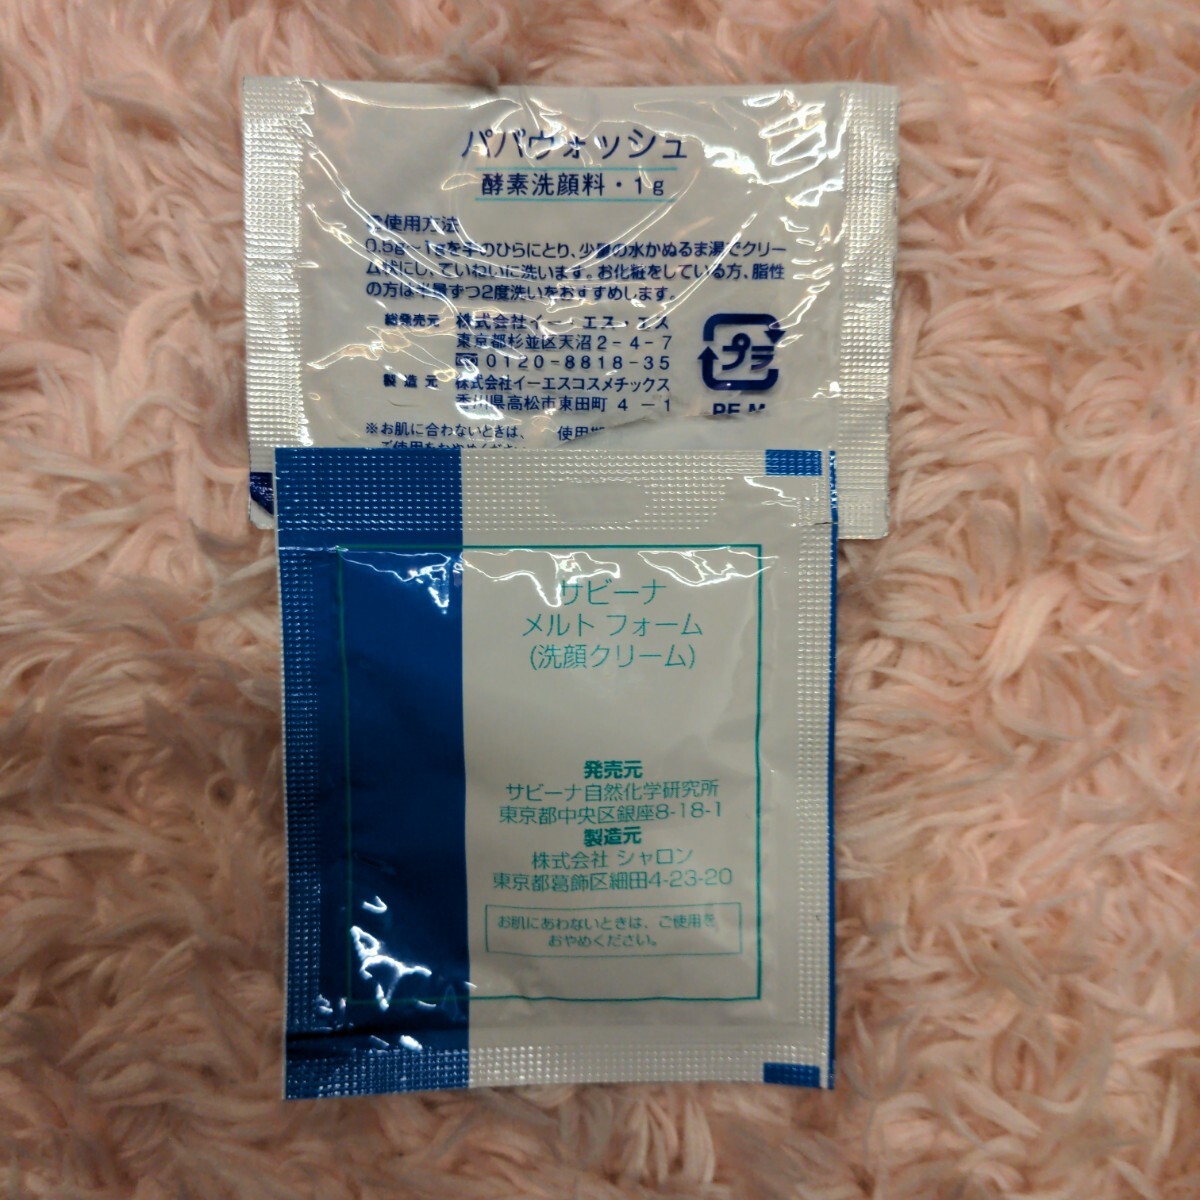 パパウォッシュ
酵素洗顔料・1g
ご使用方法
0.5g~1gを手のひらにとり、少量の水かぬるま湯でクリー
ム状にし、ていねいに洗います。お化粧をしている方、脂性
の方は半量ずつ2度洗いをおすすめします。
総発売元 株式会社イー・エス・エス
東京都杉並区天沼2-4-7
0120-8818-35
製造元 株式会社イーエスコスメチックス
香川県高松市東田町4-1
プラ
PE,M
※お肌に合わないときは、 使用期
ご使用をおやめください
サビーナ
メルト フォーム
(洗顔クリーム)
発売元
サビーナ自然化学研究所
東京都中央区銀座8-18-1
製造元
株式会社 シャロン
東京都葛飾区細田4-23-20
お肌にあわないときは、ご使用を
おやめください。